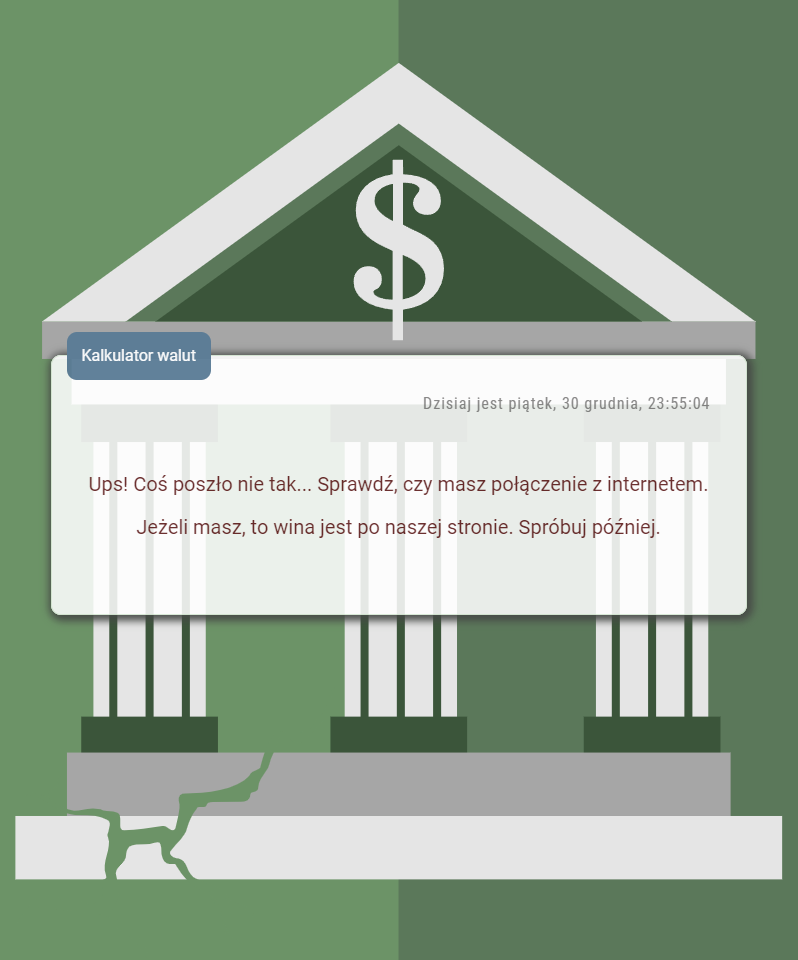 $
Kalkulator walut
Dzisiaj jest piątek, 30 grudnia, 23:55:04
Ups! Coś poszło nie tak... Sprawdź, czy masz połączenie z internetem.
Jeżeli masz, to wina jest po naszej stronie. Spróbuj później.